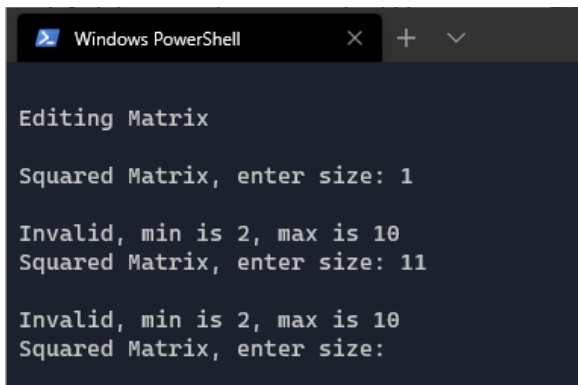 Windows PowerShell
Editing Matrix
Squared Matrix, enter size: 1
Invalid, min is 2, max is 10
Squared Matrix, enter size: 11
Invalid, min is 2, max is 10
Squared Matrix, enter size: